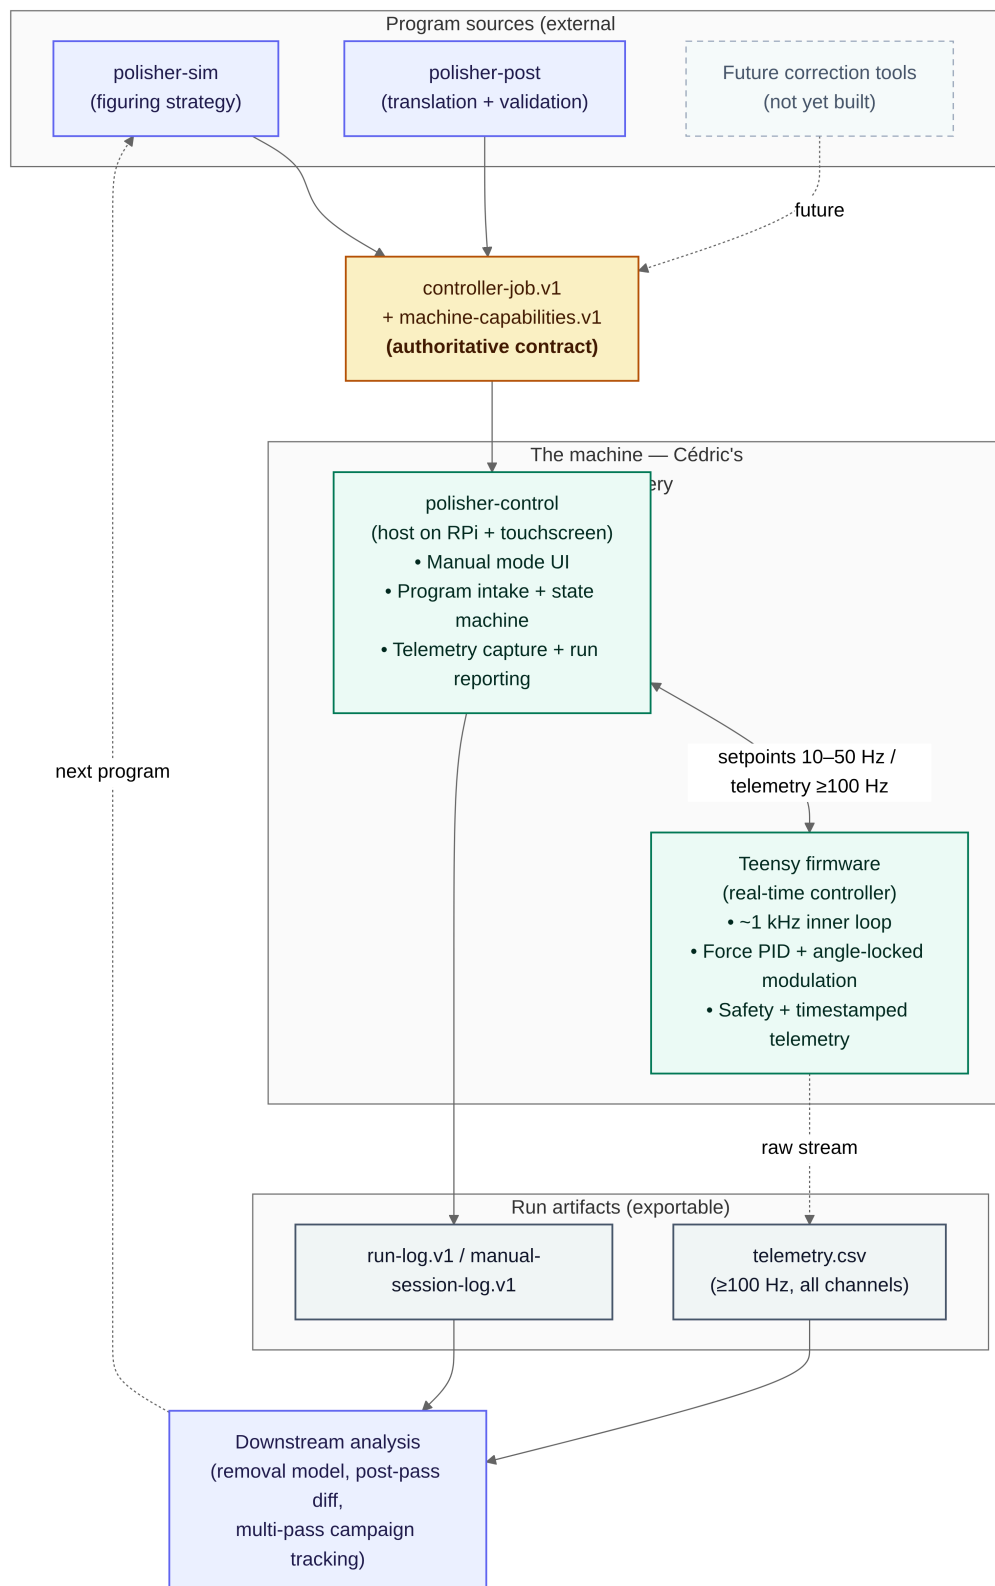 Program sources (external
polisher-sim
(figuring strategy)
polisher-post
(translation + validation)
Future correction tools
(not yet built)
future
controller-job.v1
+ machine-capabilities.v1
(authoritative contract)
The machine — Cédric's
ery
polisher-control
(host on RPi + touchscreen)
• Manual mode UI
• Program intake + state
machine
• Telemetry capture + run
reporting
next program
setpoints 10–50 Hz /
telemetry ≥100 Hz
Teensy firmware
(real-time controller)
• ~1 kHz inner loop
• Force PID + angle-locked
modulation
• Safety + timestamped
telemetry
raw stream
Run artifacts (exportable)
run-log.v1 / manual-
session-log.v1
telemetry.csv
(≥100 Hz, all channels)
Downstream analysis
(removal model, post-pass
diff,
multi-pass campaign
tracking)